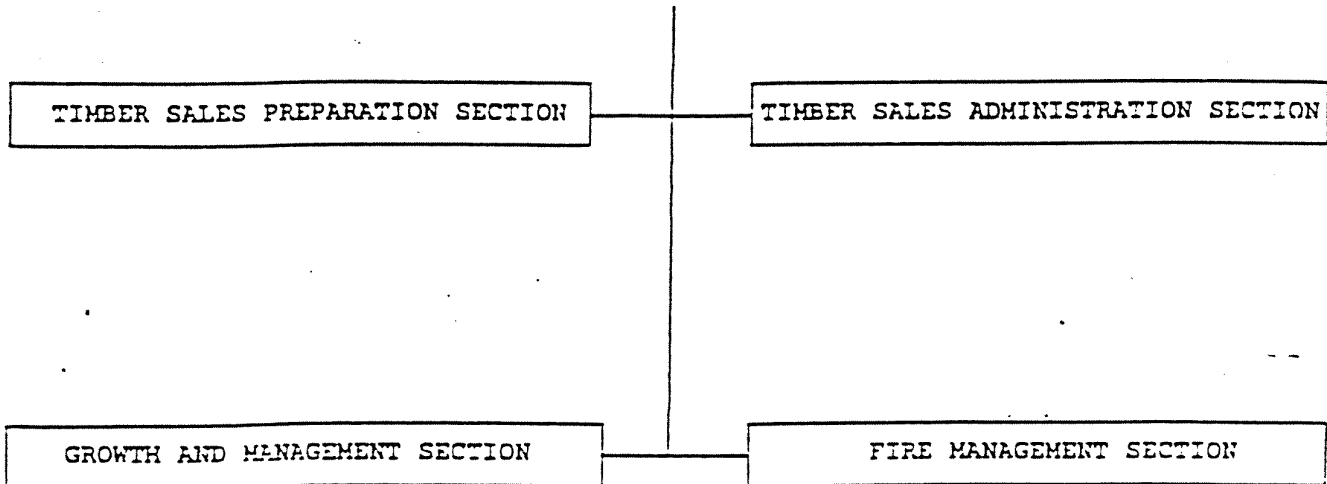 TIMBER SALES PREPARATION SECTION
TIMBER SALES ADMINISTRATION SECTION
GROWTH AND MANAGEMENT SECTION
FIRE MANAGEMENT SECTION